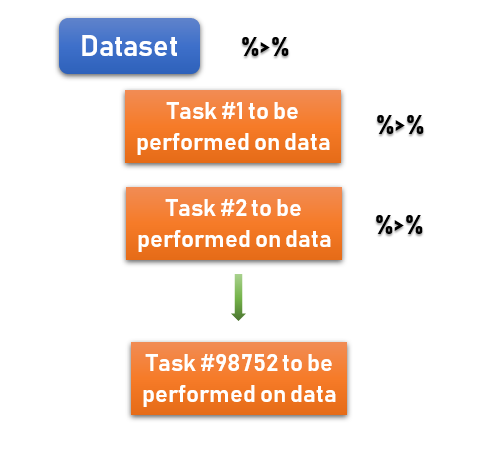 Dataset %>%
Task #1 to be
performed on data %>%
Task #2 to be
performed on data %>%
Task #98752 to be
performed on data